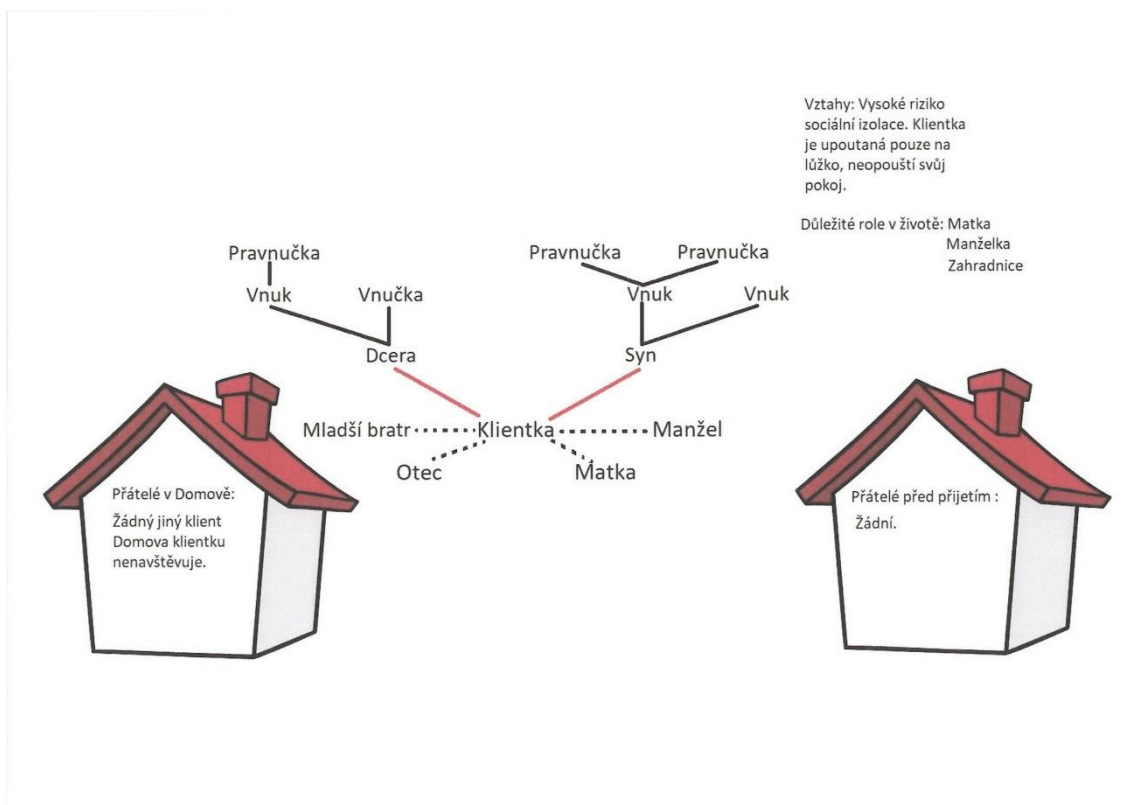 Vztahy: Vysoké riziko
sociální izolace. Klientka
je upoutaná pouze na
lůžko, neopouští svůj
pokoj.
Důležité role v životě: Matka
Manželka
Zahradnice
Pravnučka
Pravnučka
Pravnučka
Vnuk
Vnučka
Vnuk
Vnuk
Dcera
Syn
Mladší bratr
Klientka
Manžel
Otec
Matka
Přátelé v Domově:
Žádný jiný klient
Domova klientku
nenavštěvuje.
Přátelé před přijetím :
Žádní.